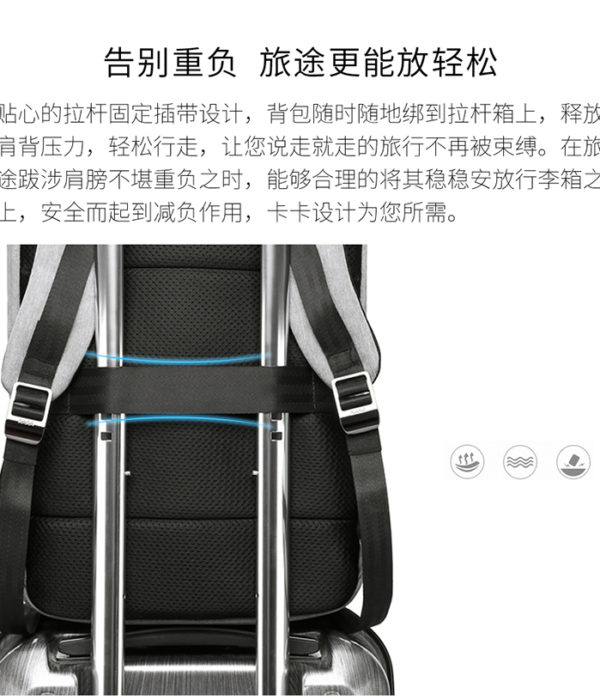 告别重负 旅途更能放轻松
贴心的拉杆固定插带设计，背包随时随地绑到拉杆箱上，释放
肩背压力，轻松行走，让您说走就走的旅行不再被束缚。在旅
途跋涉肩膀不堪重负之时，能够合理的将其稳稳安放行李箱之
上，安全而起到减负作用，卡卡设计为您所需。